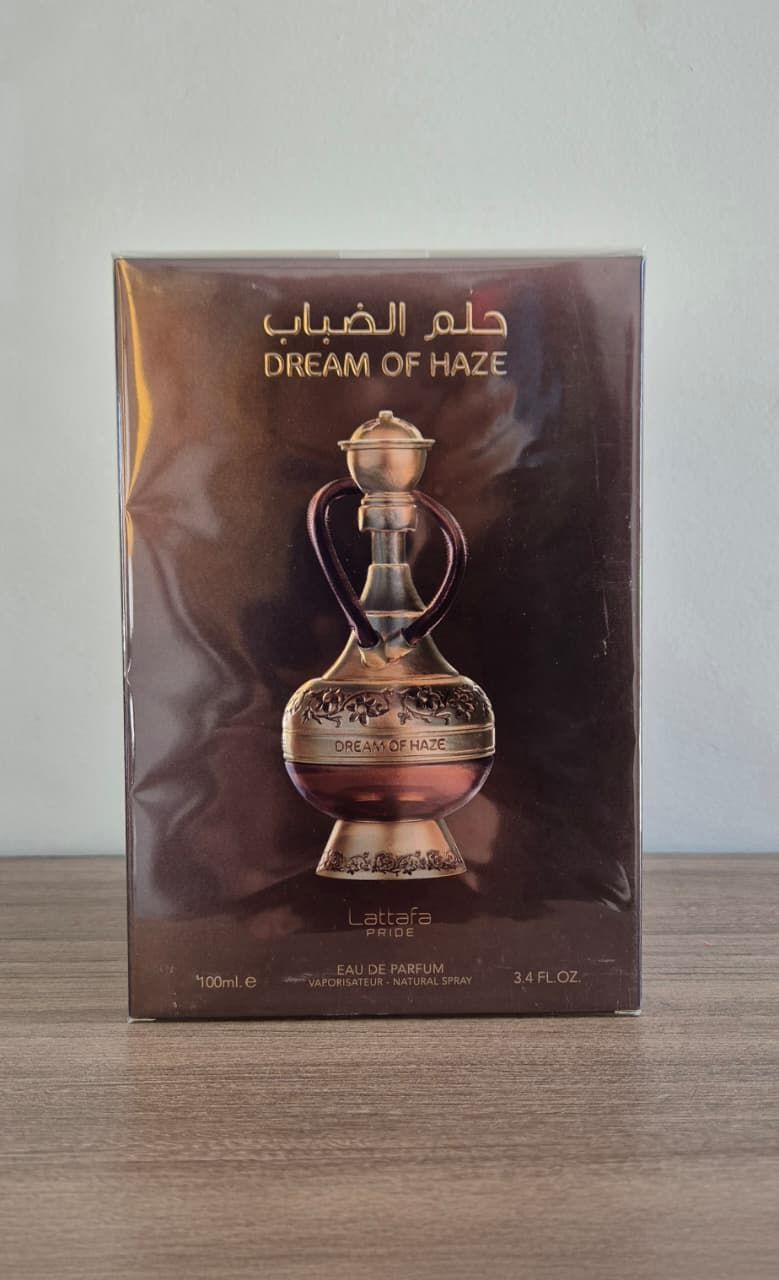 حلم الضباب
DREAM OF HAZE
DREAM OF HAZE
Lattafa
PRIDE
100ml. e EAU DE PARFUM 3.4 FL.OZ.
VAPORISATEUR - NATURAL SPRAY